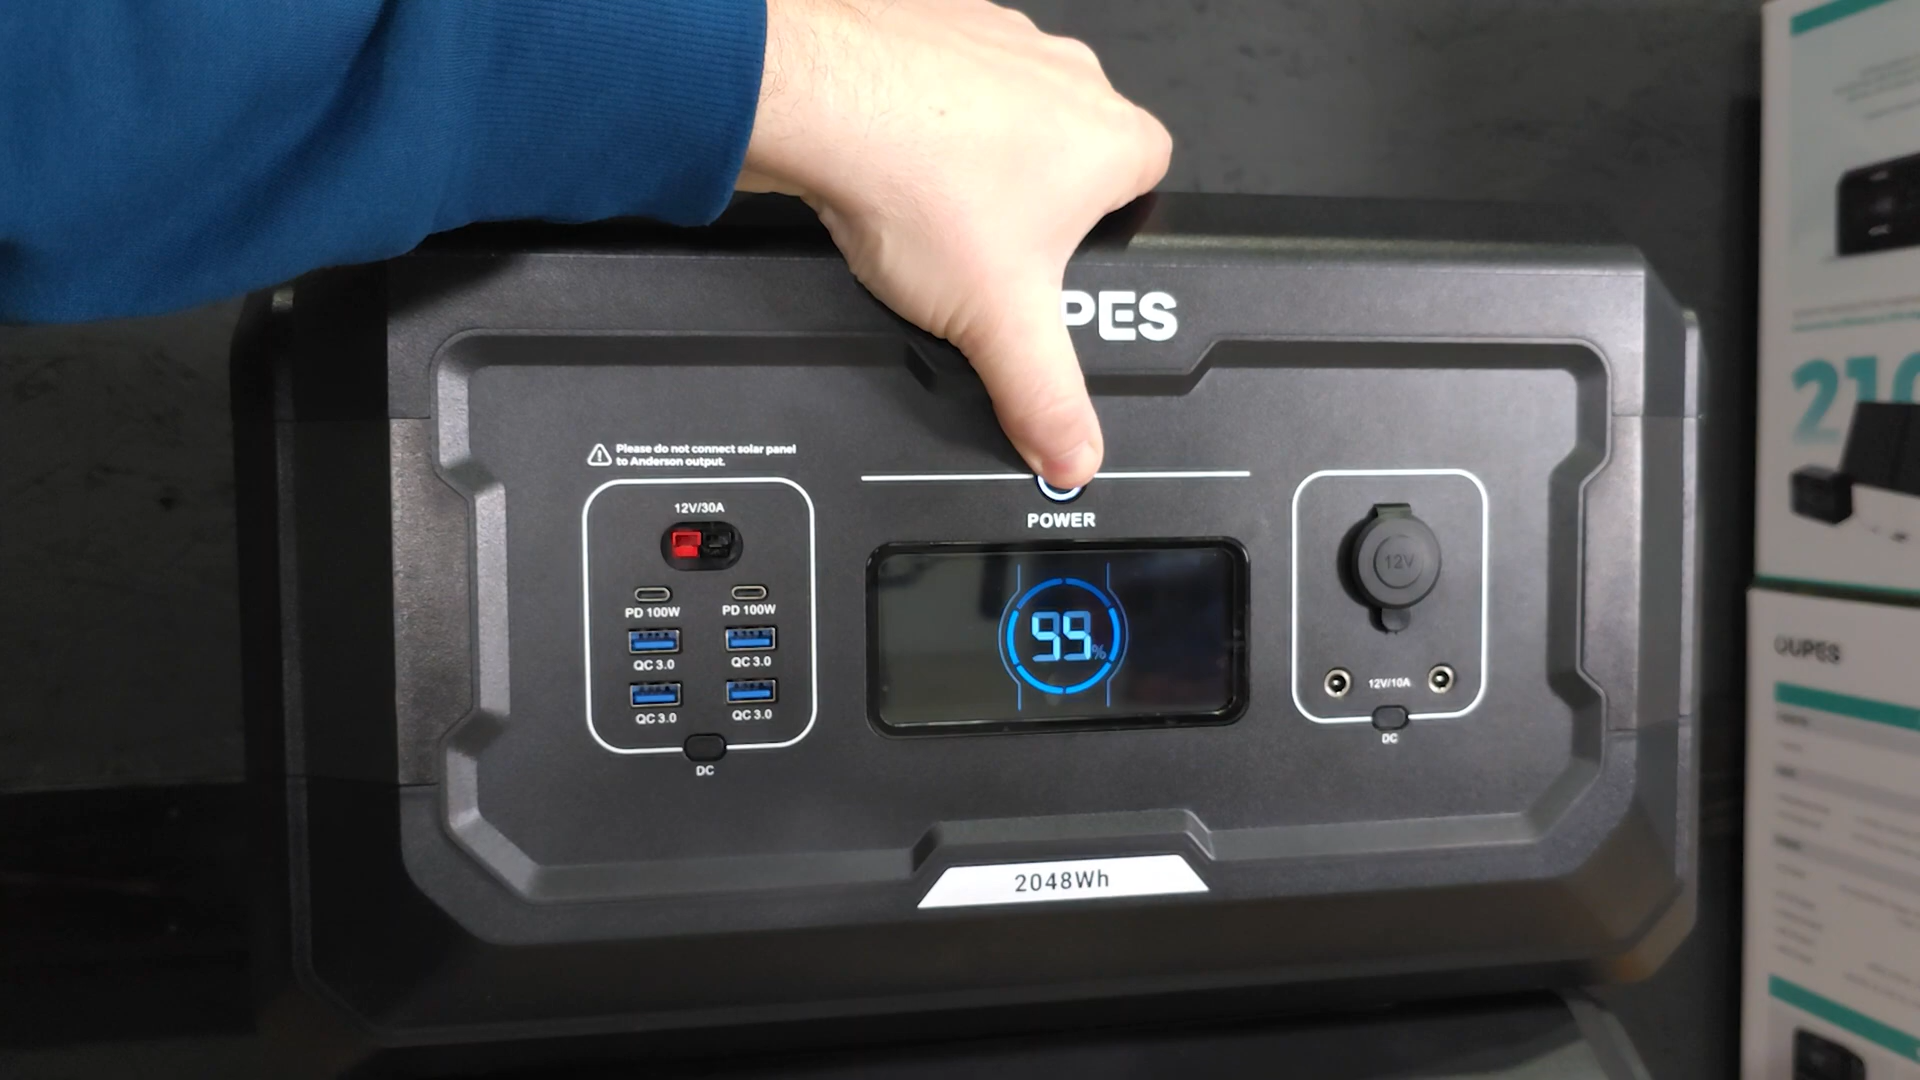 PES
Please do not connect solar panel
to Anderson output.
12V/30A
PD 100W
PD 100W
QC 3.0
QC 3.0
QC 3.0
QC 3.0
DC
POWER
99%
12V
12V/10A
DC
2048Wh
210
OUPES